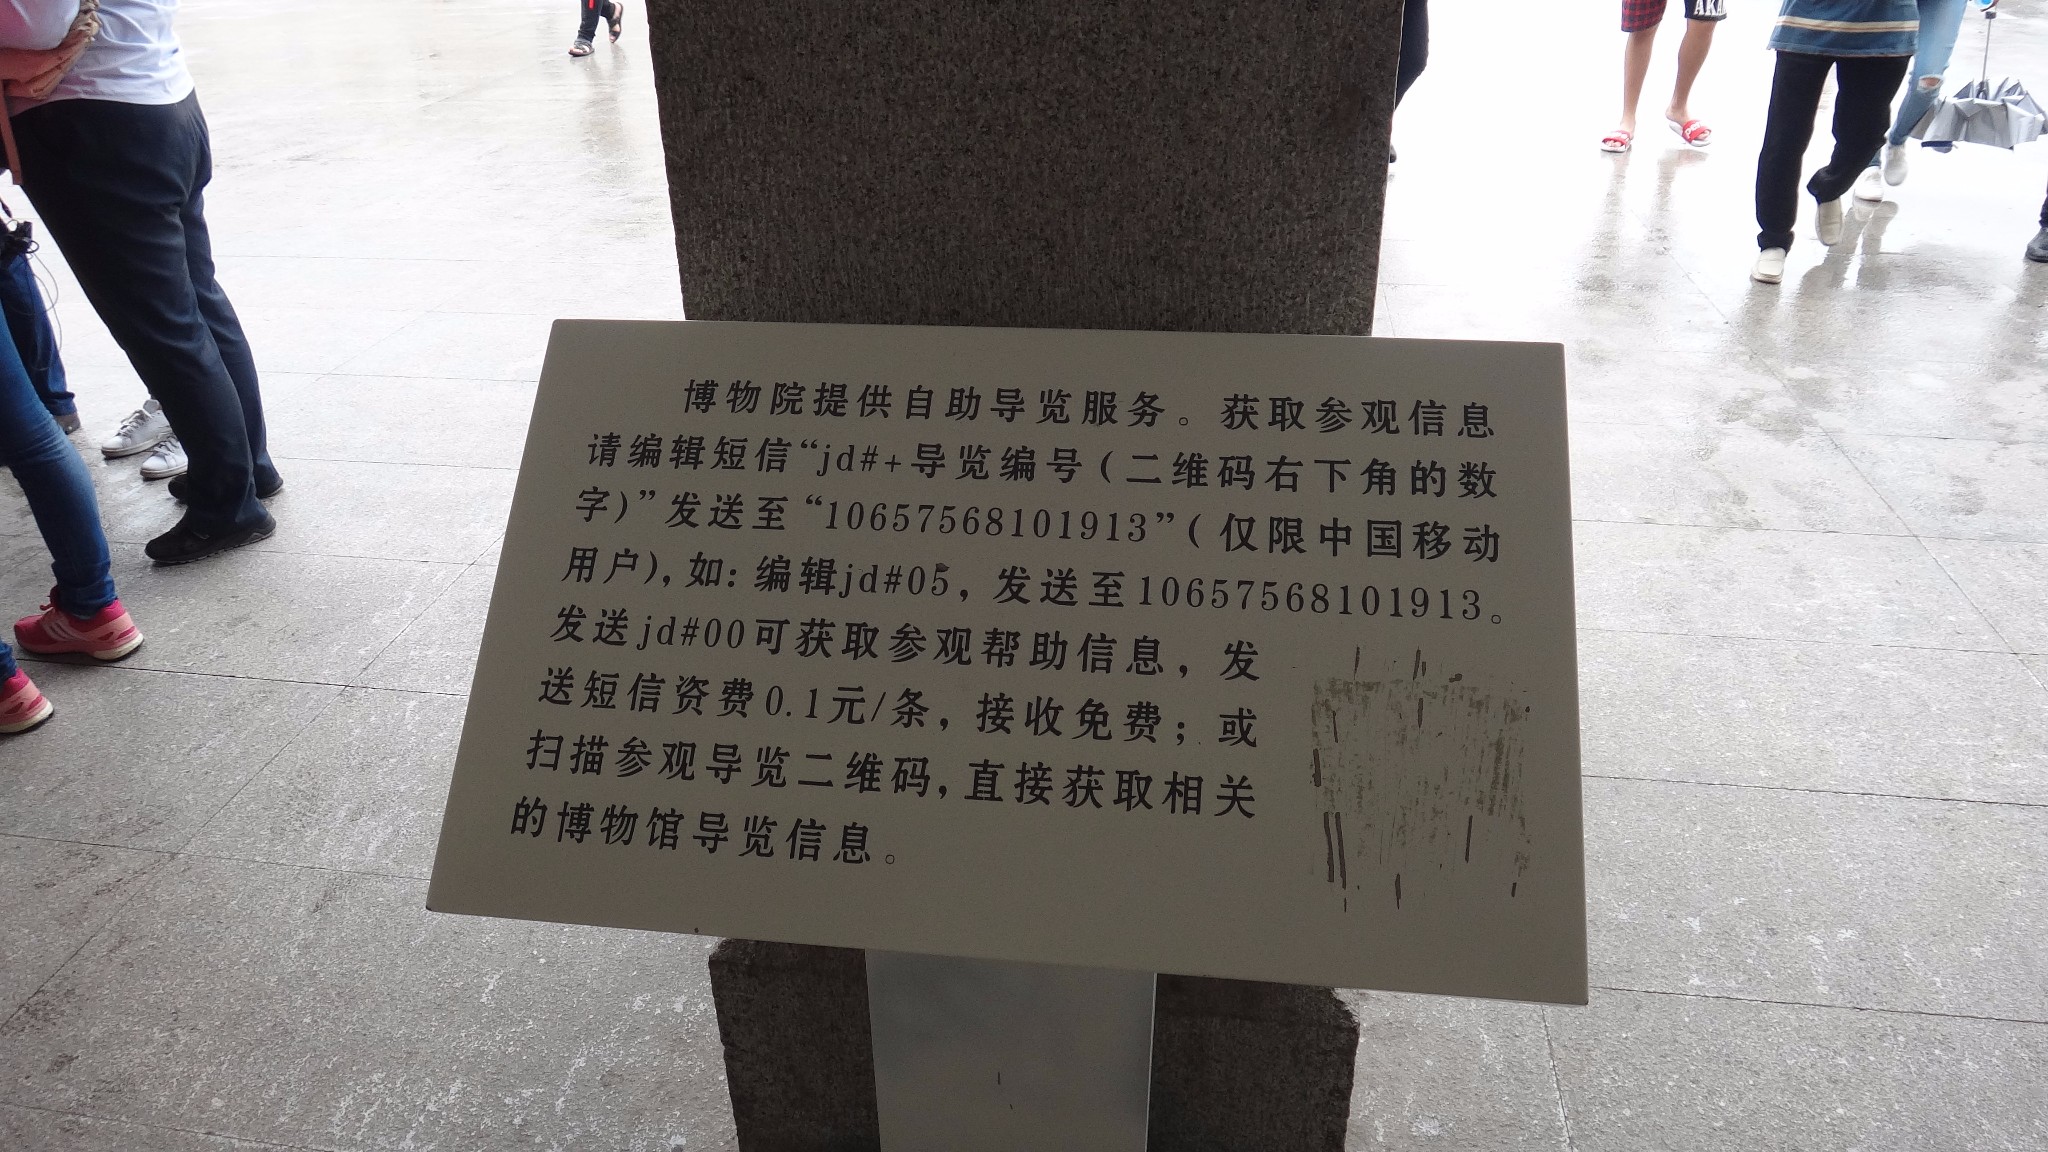 AKA
博物院提供自助导览服务。获取参观信息
请编辑短信“jd#+导览编号(二维码右下角的数
字)”发送至“10657568101913”(仅限中国移动
用户),如:编辑jd#05,发送至10657568101913。
发送jd#00可获取参观帮助信息,发
送短信资费0.1元/条,接收免费;或
扫描参观导览二维码,直接获取相关
的博物馆导览信息。